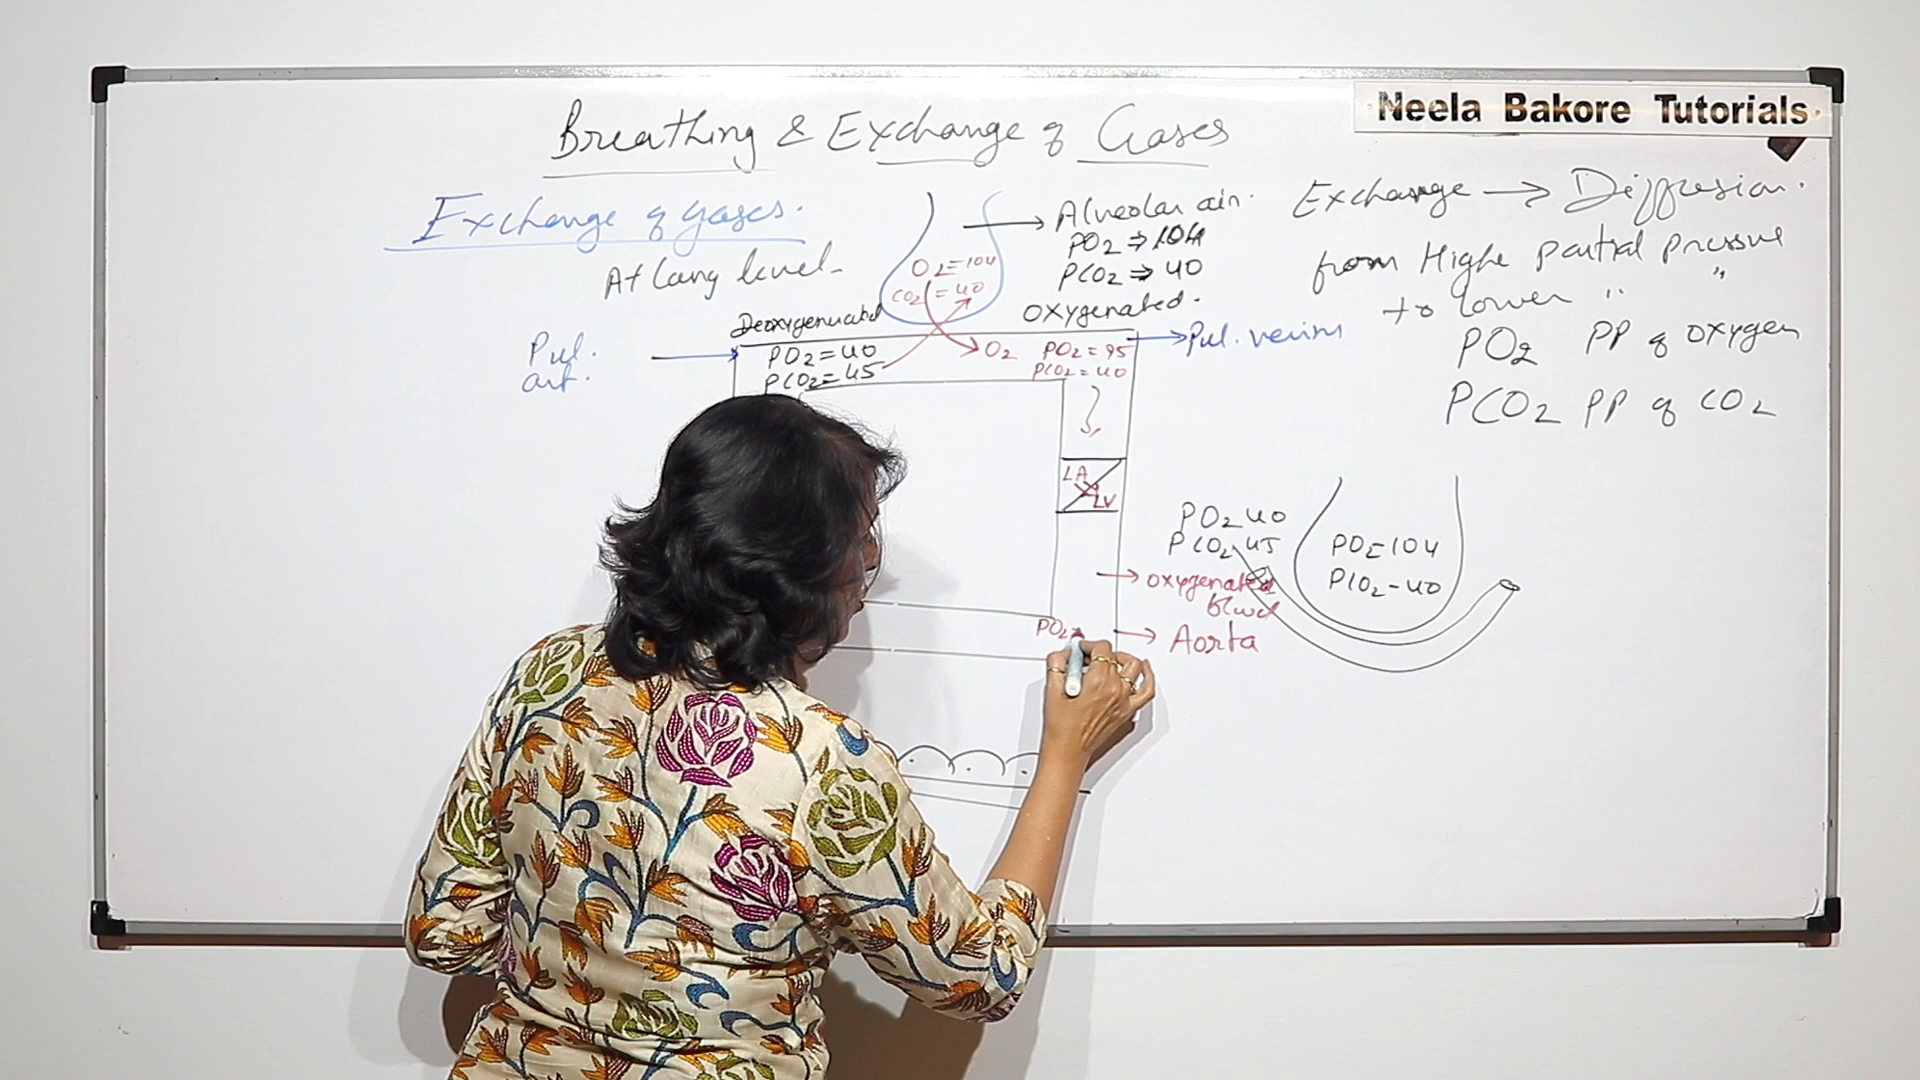 Neela Bakore Tutorials
Breathing & Exchange of Gases
Exchange of gases.
At lung level
Alveolar air.
PO2 ⇒ 104
PCO2 ⇒ 40
O2=104
CO2=40
Deoxygenated
Oxygenated.
Pul.
art.
PO2=40
PCO2=45
O2
PO2=95
PCO2=40
Pul. veins
LA
LV
oxygenated
blood
PO2
Aorta
Exchange → Diffusion.
from Highe partial pressure
to lower " "
PO2 PP of oxygen
PCO2 PP of CO2
PO2 40
PCO2 45
PO2-104
PCO2-40